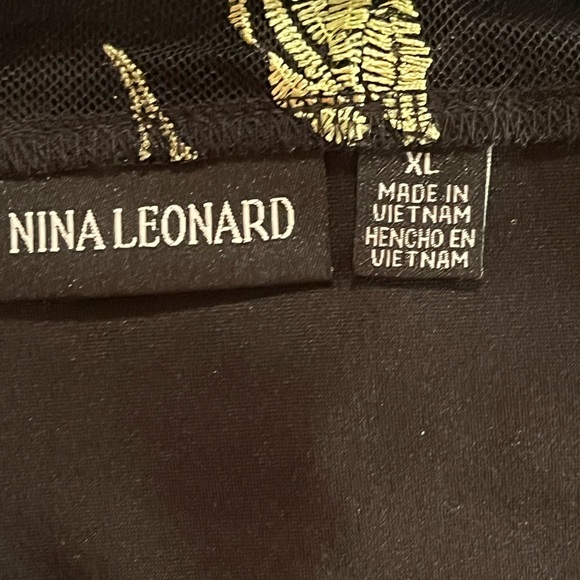 NINA LEONARD
XL
MADE IN
VIETNAM
HENCHO EN
VIETNAM